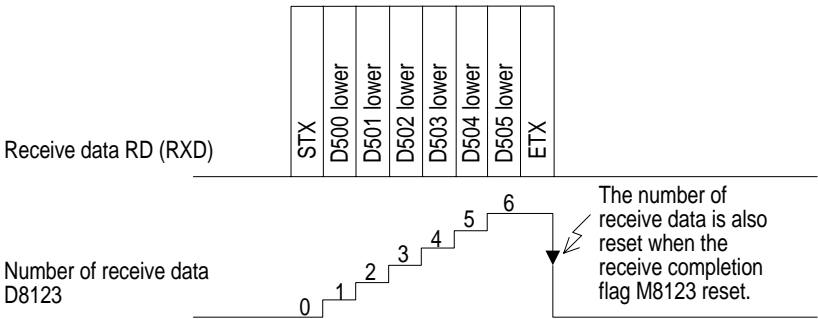 STX
D500 lower
D501 lower
D502 lower
D503 lower
D504 lower
D505 lower
ETX
Receive data RD (RXD)
0
1
2
3
4
5
6
The number of
receive data is also
reset when the
receive completion
flag M8123 reset.
Number of receive data
D8123